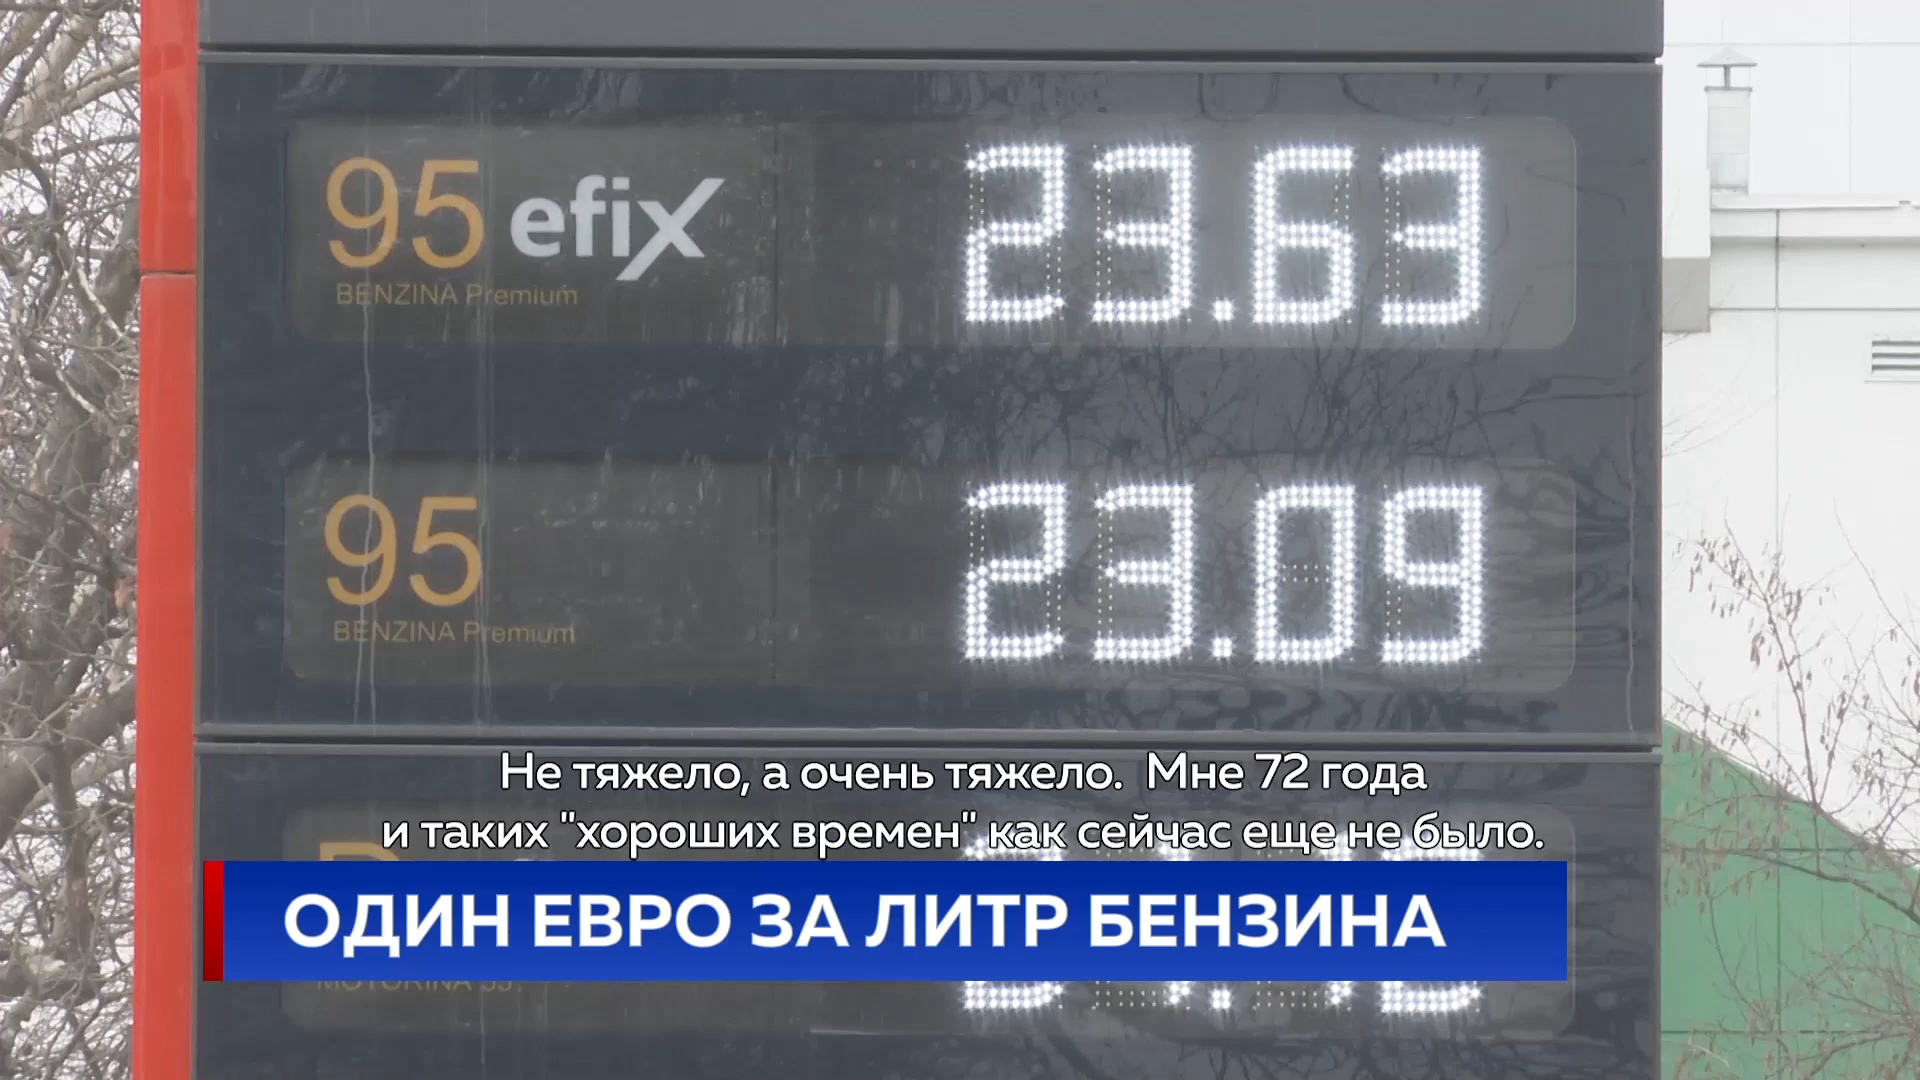 95 efix 23.63
BENZINA Premium
95 23.09
BENZINA Premium
Не тяжело, а очень тяжело. Мне 72 года
и таких "хороших времен" как сейчас еще не было.
ОДИН ЕВРО ЗА ЛИТР БЕНЗИНА